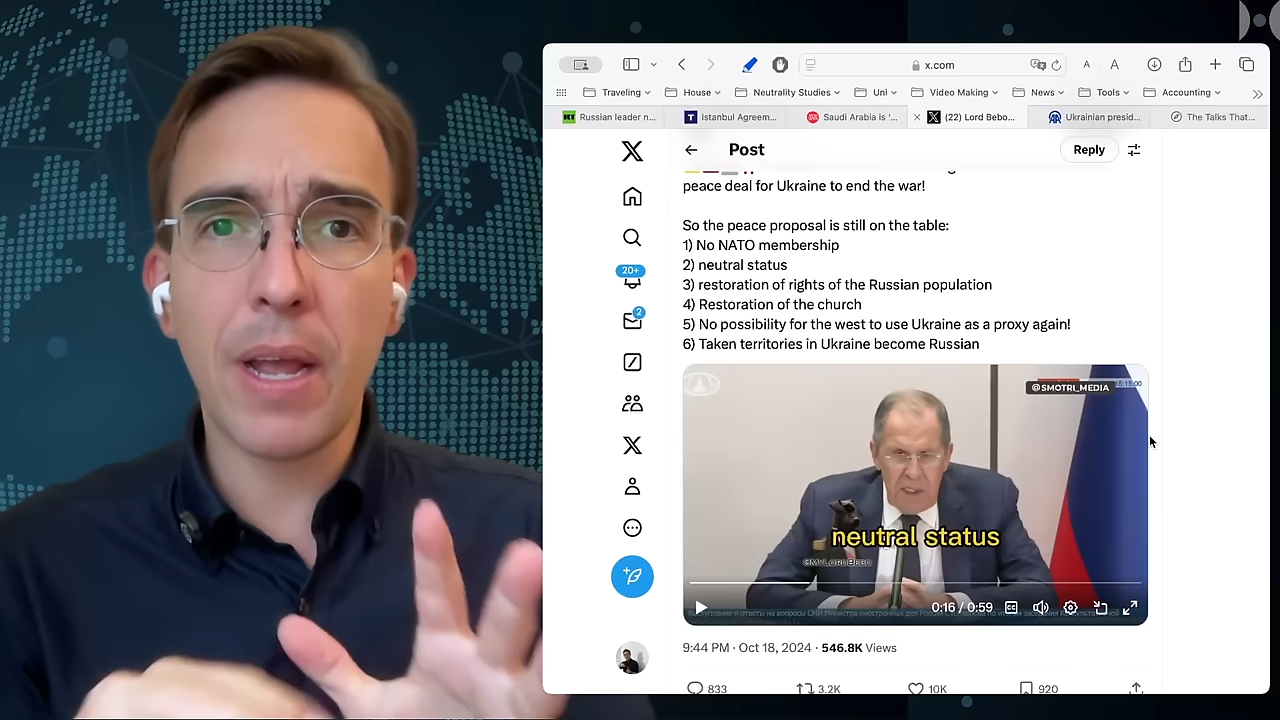 x.com
A
A
Traveling
House
Neutrality Studies
Uni
Video Making
News
Tools
Accounting
RT
Russian leader n...
T
Istanbul Agreem...
Saudi Arabia is '...
(22) Lord Bebo...
Ukrainian presid...
The Talks That...
Post
Reply
peace deal for Ukraine to end the war!
So the peace proposal is still on the table:
1) No NATO membership
2) neutral status
3) restoration of rights of the Russian population
4) Restoration of the church
5) No possibility for the west to use Ukraine as a proxy again!
6) Taken territories in Ukraine become Russian
20+
2
@SMOTRI_MEDIA
15:15:00
neutral status
@MYLORDBEBO
0:16 / 0:59
9:44 PM · Oct 18, 2024 · 546.8K Views
833
3.2K
10K
920